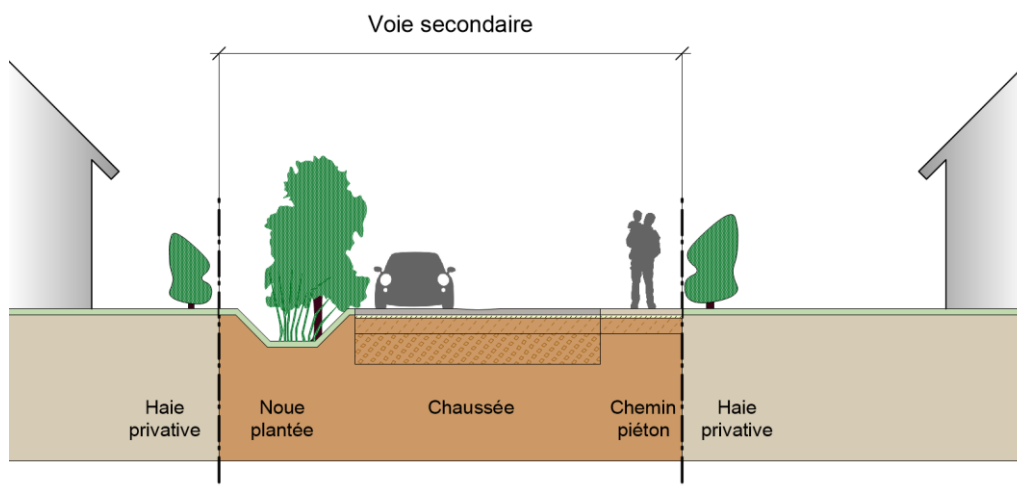 Voie secondaire
Haie
privative
Noue
plantée
Chaussée
Chemin
piéton
Haie
privative